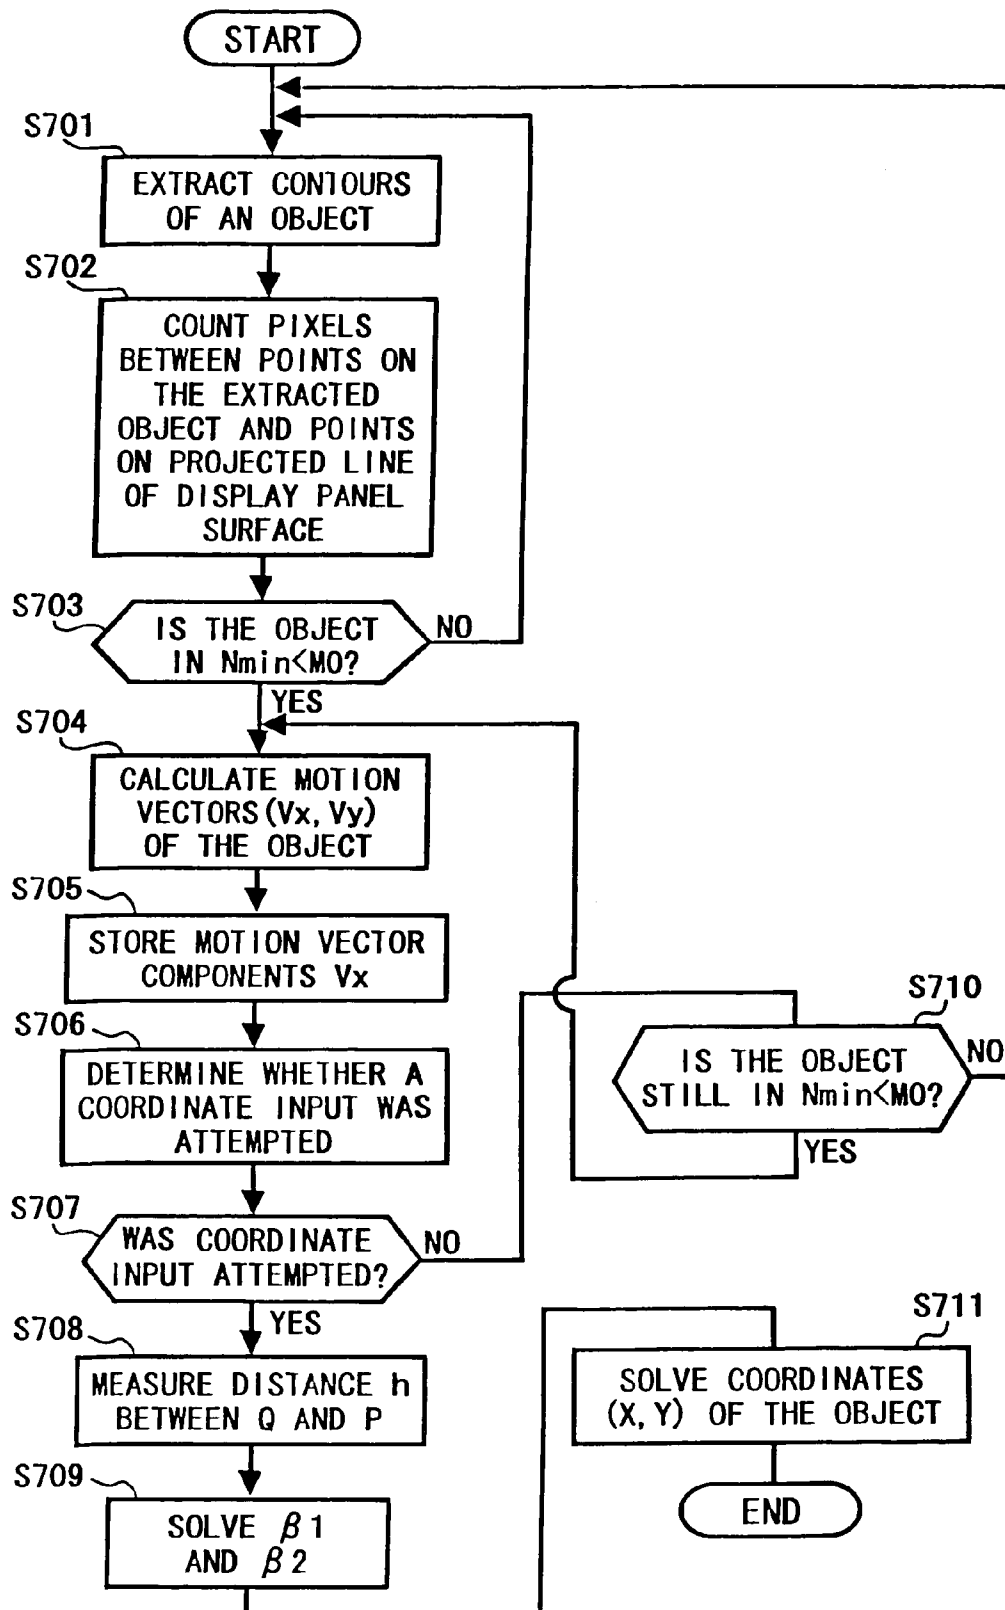 START
S701
EXTRACT CONTOURS
OF AN OBJECT
S702
COUNT PIXELS
BETWEEN POINTS ON
THE EXTRACTED
OBJECT AND POINTS
ON PROJECTED LINE
OF DISPLAY PANEL
SURFACE
S703
IS THE OBJECT
IN Nmin<M0?
NO
YES
S704
CALCULATE MOTION
VECTORS(Vx, Vy)
OF THE OBJECT
S705
STORE MOTION VECTOR
COMPONENTS Vx
S706
DETERMINE WHETHER A
COORDINATE INPUT WAS
ATTEMPTED
S707
WAS COORDINATE
INPUT ATTEMPTED?
NO
YES
S708
MEASURE DISTANCE h
BETWEEN Q AND P
S709
SOLVE β1
AND β2
S710
IS THE OBJECT
STILL IN Nmin<M0?
NO
YES
S711
SOLVE COORDINATES
(X, Y) OF THE OBJECT
END